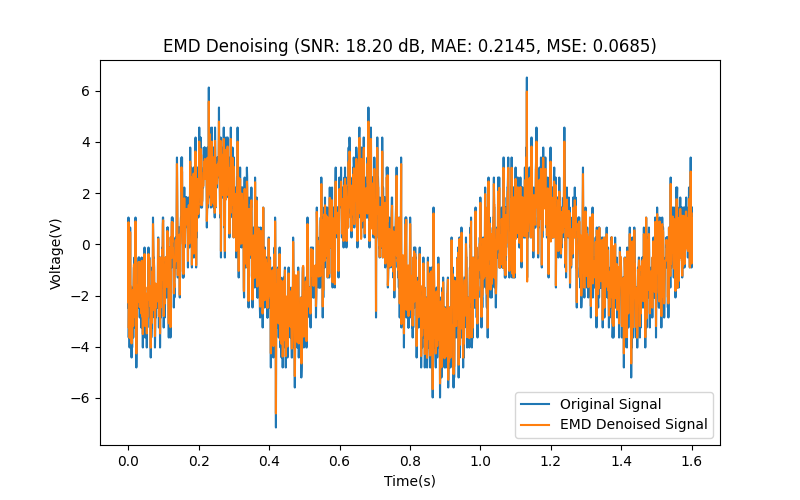 EMD Denoising (SNR: 18.20 dB, MAE: 0.2145, MSE: 0.0685)
Voltage(V)
6
4
2
0
−2
−4
−6
Original Signal
EMD Denoised Signal
0.0 0.2 0.4 0.6 0.8 1.0 1.2 1.4 1.6
Time(s)